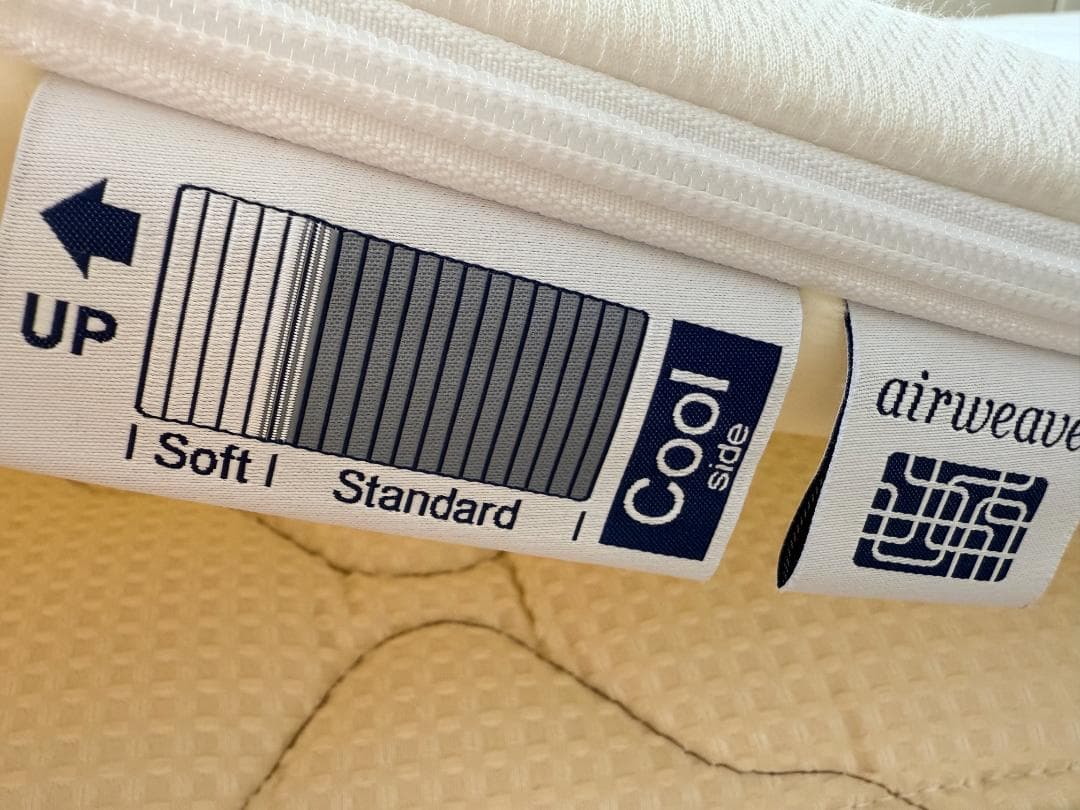 UP
| Soft |
Standard |
Cool
side
airweave